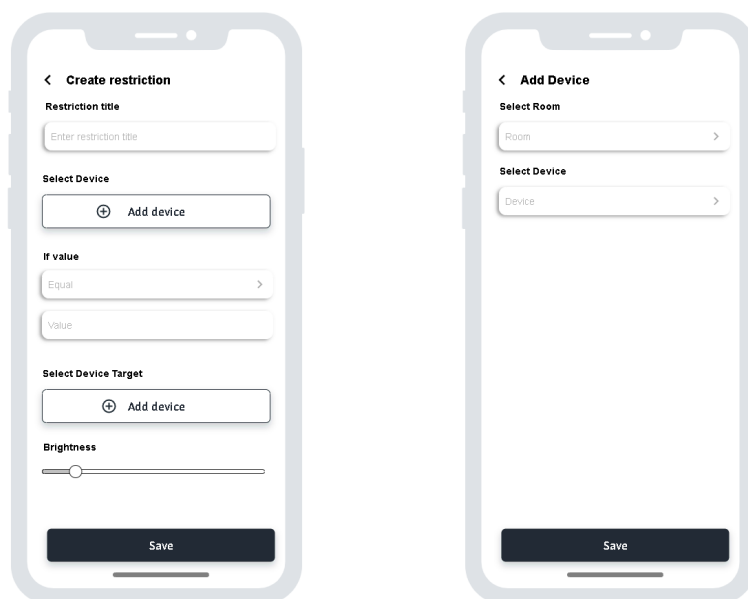 Create restriction
Restriction title
Enter restriction title
Select Device
Add device
If value
Equal
Value
Select Device Target
Add device
Brightness
Save
Add Device
Select Room
Room
Select Device
Device
Save